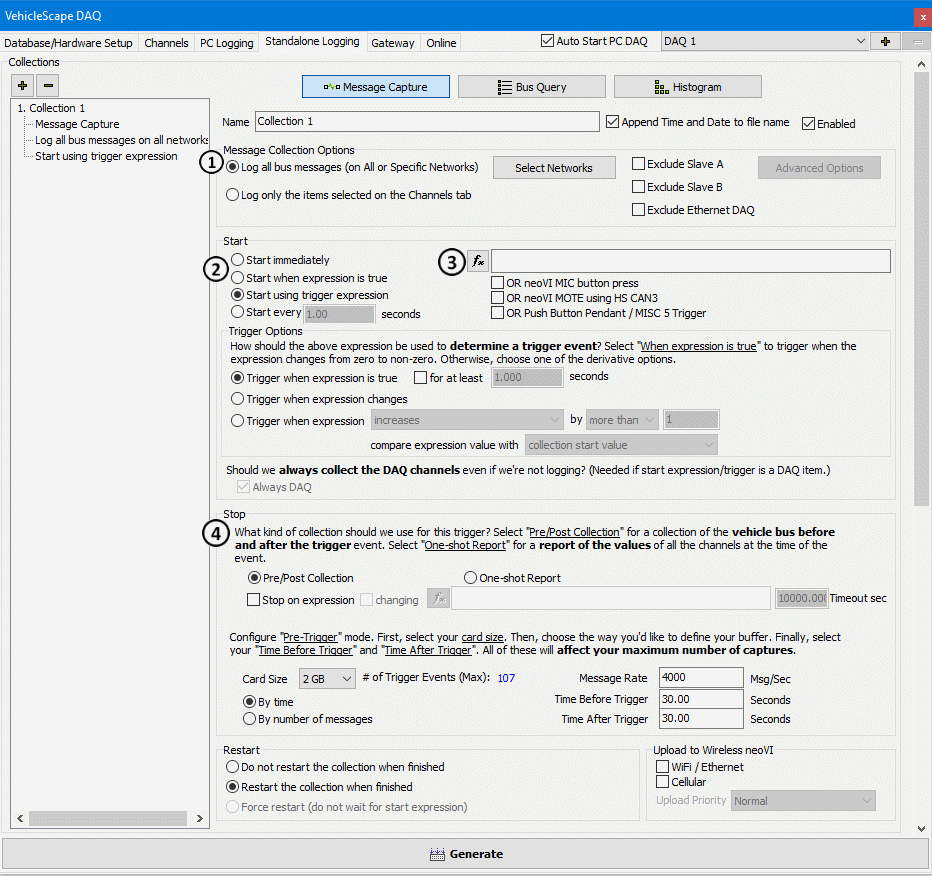 VehicleScape DAQ
x
Database/Hardware Setup Channels PC Logging Standalone Logging Gateway Online Auto Start PC DAQ DAQ 1
Collections
Message Capture Bus Query Histogram
1. Collection 1
Message Capture
Log all bus messages on all networks
Start using trigger expression
Name Collection 1 Append Time and Date to file name Enabled
Message Collection Options
1 Log all bus messages (on All or Specific Networks) Select Networks Exclude Slave A Advanced Options
Exclude Slave B
Log only the items selected on the Channels tab
Exclude Ethernet DAQ
Start
2 Start immediately 3 fx
Start when expression is true OR neoVI MIC button press
Start using trigger expression OR neoVI MOTE using HS CAN3
Start every 1.00 seconds OR Push Button Pendant / MISC 5 Trigger
Trigger Options
How should the above expression be used to determine a trigger event? Select "When expression is true" to trigger when the
expression changes from zero to non-zero. Otherwise, choose one of the derivative options.
Trigger when expression is true for at least 1.000 seconds
Trigger when expression changes
Trigger when expression increases by more than 1
compare expression value with collection start value
Should we always collect the DAQ channels even if we're not logging? (Needed if start expression/trigger is a DAQ item.)
Always DAQ
Stop
4 What kind of collection should we use for this trigger? Select "Pre/Post Collection" for a collection of the vehicle bus before
and after the trigger event. Select "One-shot Report" for a report of the values of all the channels at the time of the
event.
Pre/Post Collection One-shot Report
Stop on expression changing fx 10000.000 Timeout sec
Configure "Pre-Trigger" mode. First, select your card size. Then, choose the way you'd like to define your buffer. Finally, select
your "Time Before Trigger" and "Time After Trigger". All of these will affect your maximum number of captures.
Card Size 2 GB # of Trigger Events (Max): 107 Message Rate 4000 Msg/Sec
By time Time Before Trigger 30.00 Seconds
By number of messages Time After Trigger 30.00 Seconds
Restart
Do not restart the collection when finished
Restart the collection when finished
Force restart (do not wait for start expression)
Upload to Wireless neoVI
WiFi / Ethernet
Cellular
Upload Priority Normal
Generate